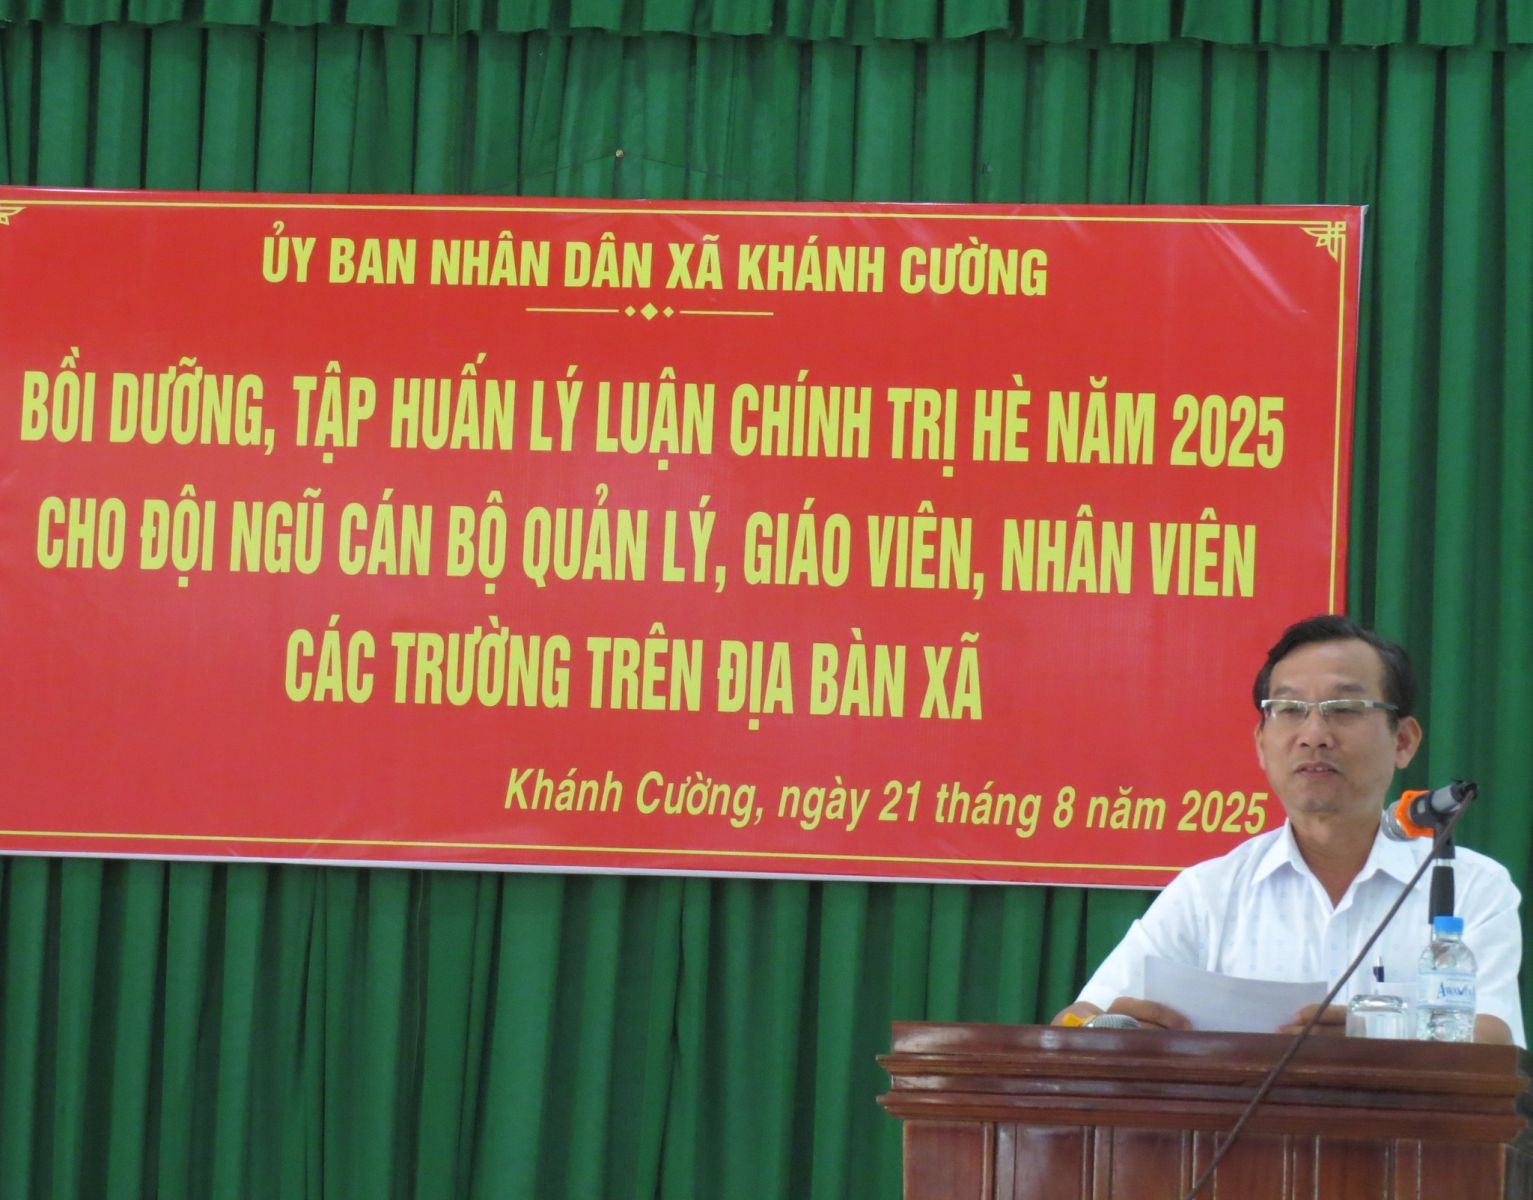 ỦY BAN NHÂN DÂN XÃ KHÁNH CƯỜNG
BỒI DƯỠNG, TẬP HUẤN LÝ LUẬN CHÍNH TRỊ HÈ NĂM 2025
CHO ĐỘI NGŨ CÁN BỘ QUẢN LÝ, GIÁO VIÊN, NHÂN VIÊN
CÁC TRƯỜNG TRÊN ĐỊA BÀN XÃ
Khánh Cường, ngày 21 tháng 8 năm 2025